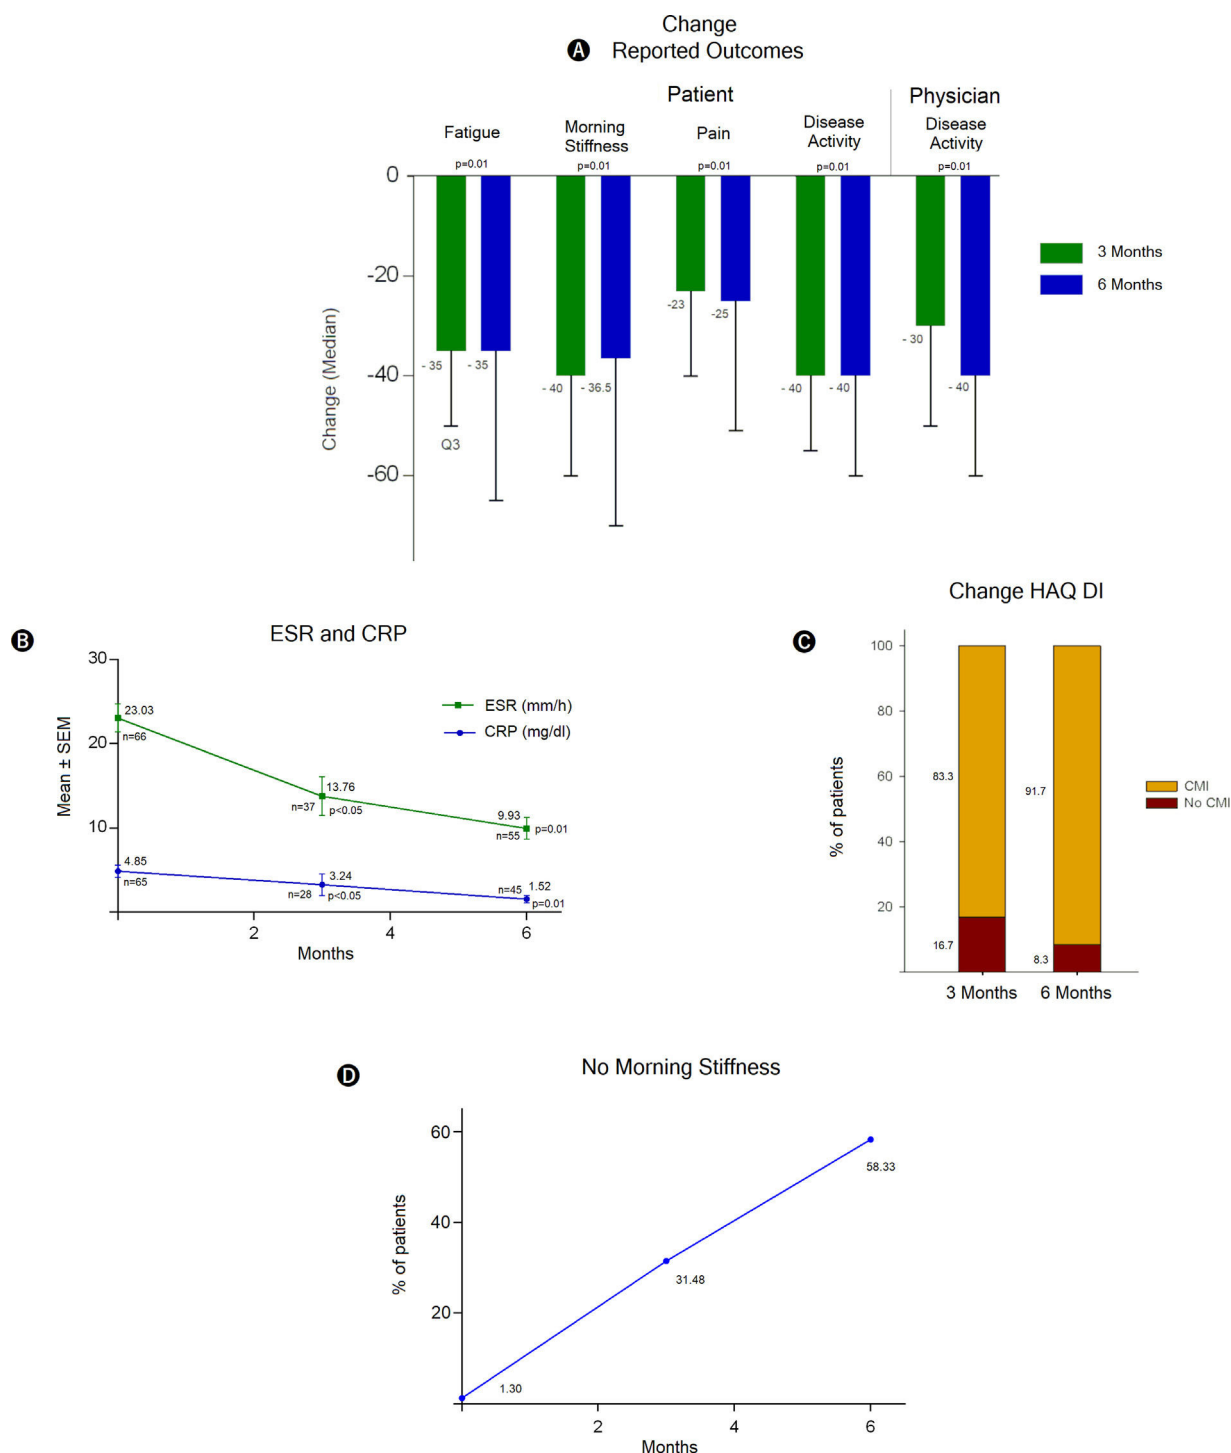 Change
A Reported Outcomes
Patient
Physician
Fatigue
Morning
Stiffness
Pain
Disease
Activity
Disease
Activity
p=0.01
p=0.01
p=0.01
p=0.01
p=0.01
0
-20
-40
-60
Change (Median)
- 35
- 35
- 40
- 36.5
-23
-25
- 40
- 40
- 30
- 40
Q3
3 Months
6 Months
B
ESR and CRP
30
20
10
Mean ± SEM
23.03
n=66
13.76
n=37
p<0.05
9.93
n=55
p=0.01
4.85
n=65
3.24
n=28
p<0.05
n=45
1.52
p=0.01
ESR (mm/h)
CRP (mg/dl)
2
4
6
Months
Change HAQ DI
C
100
80
60
40
20
% of patients
83.3
91.7
16.7
8.3
3 Months
6 Months
CMI
No CMI
D
No Morning Stiffness
60
40
20
% of patients
1.30
31.48
58.33
2
4
6
Months